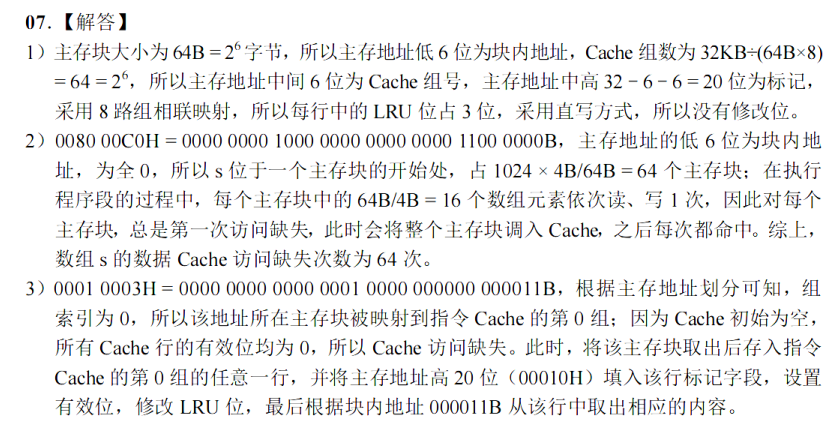 07.【解答】
1）主存块大小为 64B = 2⁶ 字节，所以主存地址低 6 位为块内地址，Cache 组数为 32KB÷(64B×8)
= 64 = 2⁶，所以主存地址中间 6 位为 Cache 组号，主存地址中高 32 − 6 − 6 = 20 位为标记，
采用 8 路组相联映射，所以每行中的 LRU 位占 3 位，采用直写方式，所以没有修改位。
2）0080 00C0H = 0000 0000 1000 0000 0000 0000 1100 0000B，主存地址的低 6 位为块内地
址，为全 0，所以 s 位于一个主存块的开始处，占 1024 × 4B/64B = 64 个主存块；在执行
程序段的过程中，每个主存块中的 64B/4B = 16 个数组元素依次读、写 1 次，因此对每个
主存块，总是第一次访问缺失，此时会将整个主存块调入 Cache，之后每次都命中。综上，
数组 s 的数据 Cache 访问缺失次数为 64 次。
3）0001 0003H = 0000 0000 0000 0001 0000 000000 000011B，根据主存地址划分可知，组
索引为 0，所以该地址所在主存块被映射到指令 Cache 的第 0 组；因为 Cache 初始为空，
所有 Cache 行的有效位均为 0，所以 Cache 访问缺失。此时，将该主存块取出后存入指令
Cache 的第 0 组的任意一行，并将主存地址高 20 位（00010H）填入该行标记字段，设置
有效位，修改 LRU 位，最后根据块内地址 000011B 从该行中取出相应的内容。